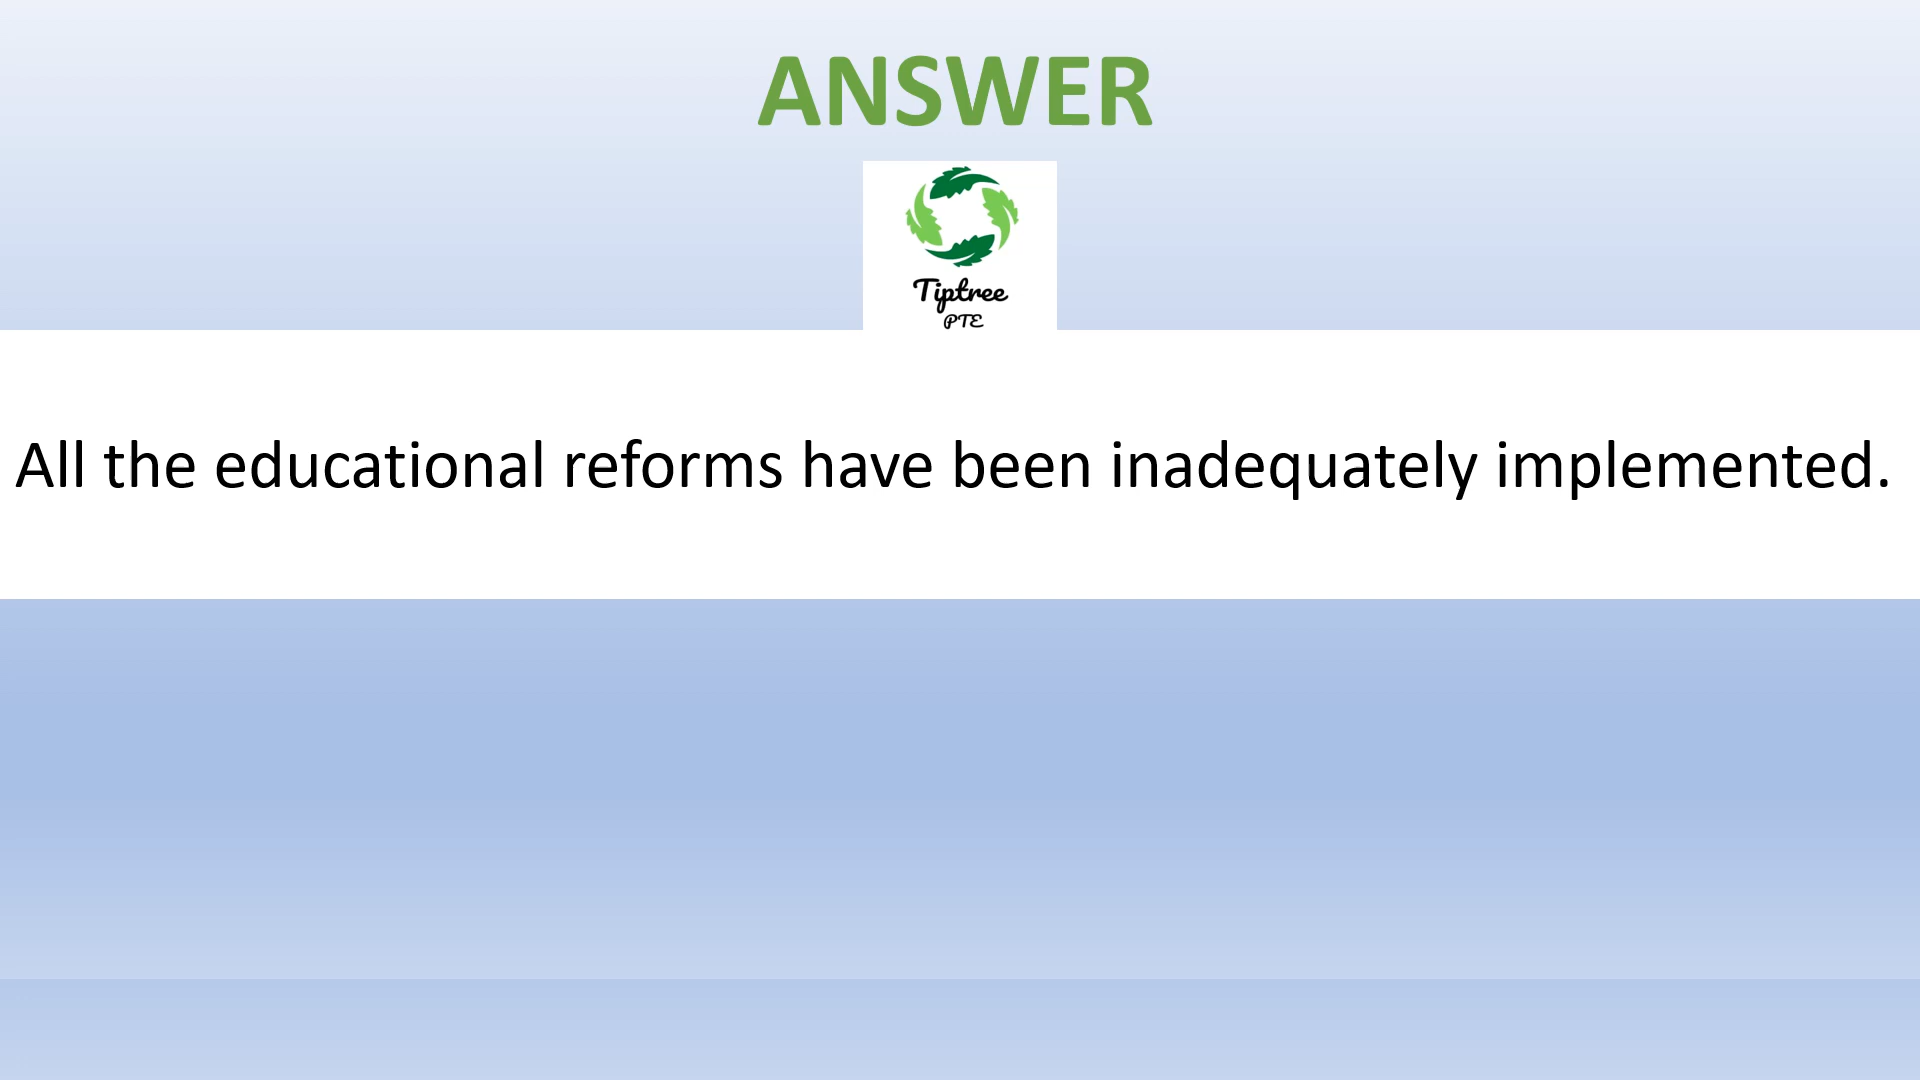 ANSWER
Tiptree
PTE
All the educational reforms have been inadequately implemented.